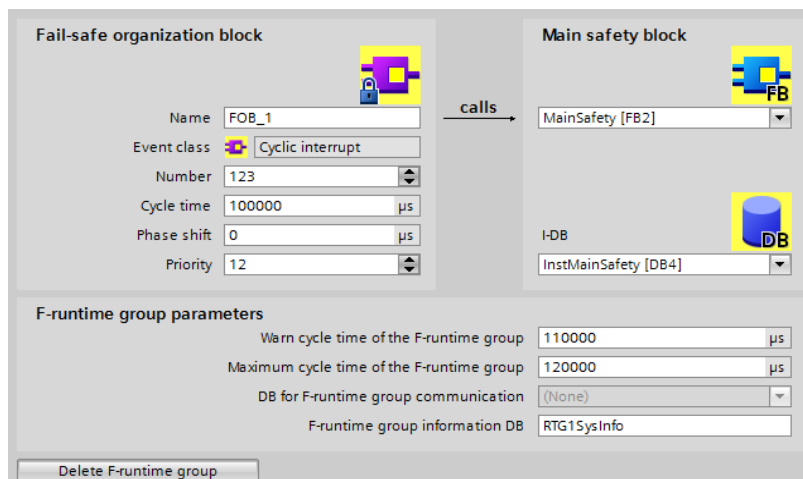 Fail-safe organization block
Name FOB_1
Event class Cyclic interrupt
Number 123
Cycle time 100000 µs
Phase shift 0 µs
Priority 12
calls
Main safety block
FB
MainSafety [FB2]
DB
I-DB
InstMainSafety [DB4]
F-runtime group parameters
Warn cycle time of the F-runtime group 110000 µs
Maximum cycle time of the F-runtime group 120000 µs
DB for F-runtime group communication (None)
F-runtime group information DB RTG1SysInfo
Delete F-runtime group